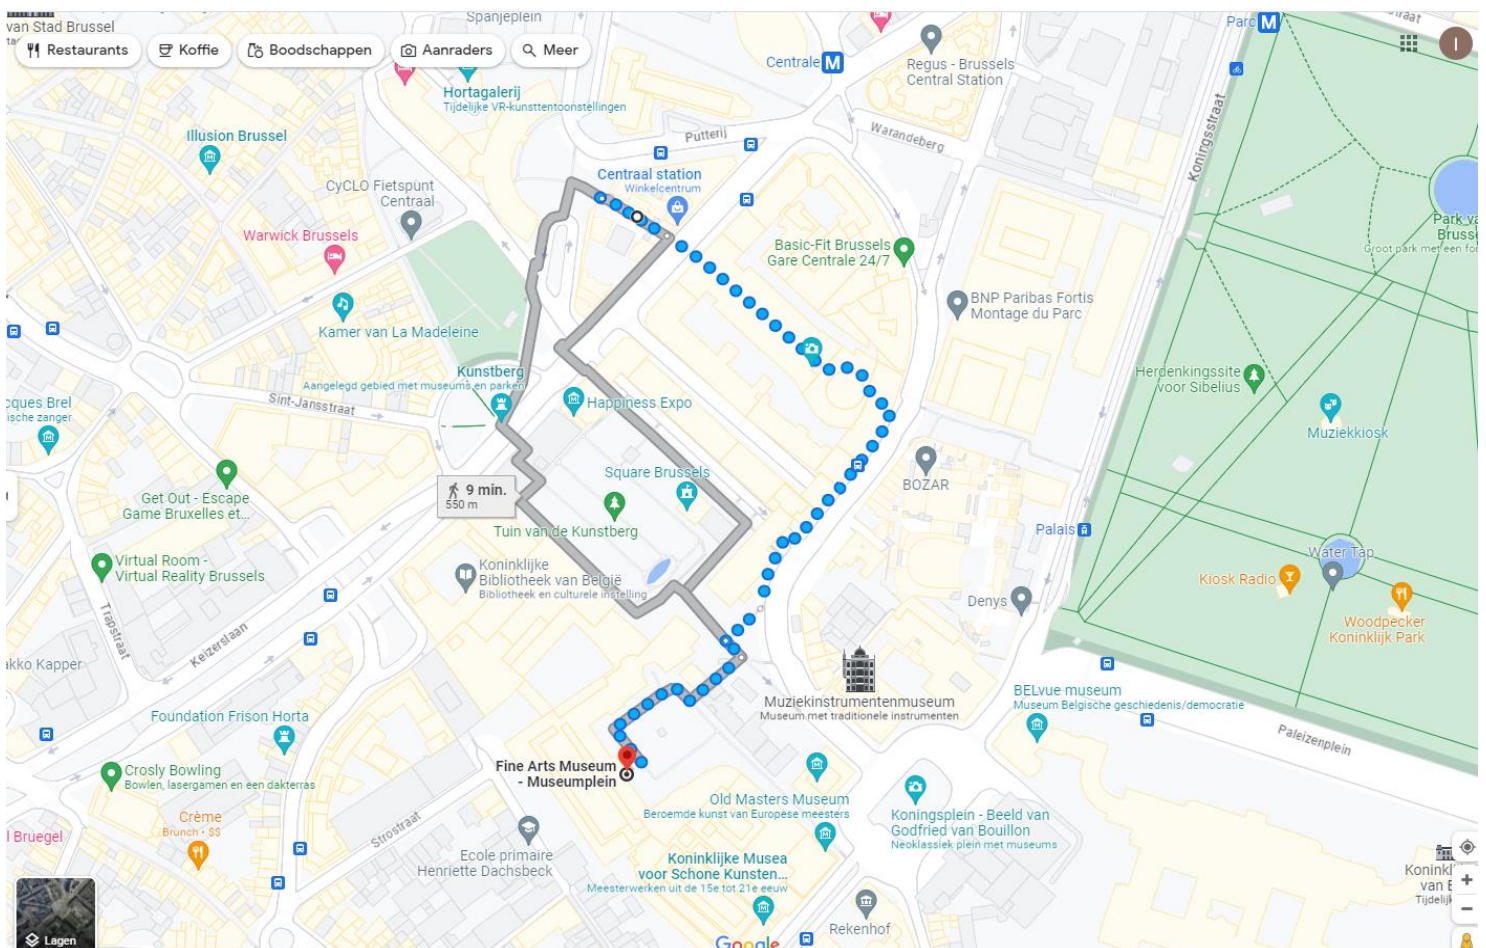 van Stad Brussel
Spanjeplein
Parc M
Restaurants
Koffie
Boodschappen
Aanraders
Meer
I
Centrale M
Regus - Brussels
Central Station
Hortagalerij
Tijdelijke VR-kunsttentoonstellingen
Illusion Brussel
Putterij
Warandeberg
Koningsstraat
Centraal station
Winkelcentrum
CyCLO Fietspunt
Centraal
Warwick Brussels
Basic-Fit Brussels
Gare Centrale 24/7
Park va
Brusse
Groot park met een fon
BNP Paribas Fortis
Montage du Parc
Kamer van La Madeleine
Kunstberg
Aangelegd gebied met museums en parken
Herdenkingssite
voor Sibelius
Sint-Jansstraat
Happiness Expo
cques Brel
ische zanger
Muziekkiosk
Square Brussels
BOZAR
9 min.
550 m
Get Out - Escape
Game Bruxelles et...
Tuin van de Kunstberg
Palais
Virtual Room -
Virtual Reality Brussels
Koninklijke
Bibliotheek van België
Bibliotheek en culturele instelling
Water Tap
Kiosk Radio
Denys
Woodpecker
Koninklijk Park
Trapstraat
Keizerslaan
akko Kapper
Muziekinstrumentenmuseum
Museum met traditionele instrumenten
BELvue museum
Museum Belgische geschiedenis/democratie
Foundation Frison Horta
Paleizenplein
Fine Arts Museum
- Museumplein
Crosly Bowling
Bowlen, lasergamen en een dakterras
Old Masters Museum
Beroemde kunst van Europese meesters
Koningsplein - Beeld van
Godfried van Bouillon
Neoklassiek plein met museums
Crème
Brunch • $$
l Bruegel
Strostraat
Ecole primaire
Henriette Dachsbeck
Koninklijke Musea
voor Schone Kunsten...
Meesterwerken uit de 15e tot 21e eeuw
Koninkl
van B
Tijdelijk
Rekenhof
Lagen
Google